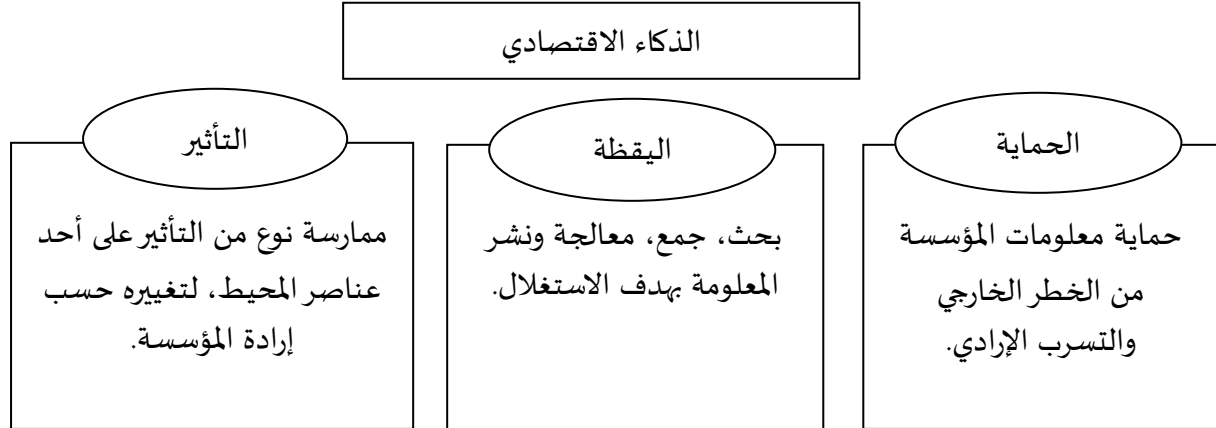 الذكاء الاقتصادي
الحماية
حماية معلومات المؤسسة
من الخطر الخارجي
والتسرب الإرادي.
اليقظة
بحث، جمع، معالجة ونشر
المعلومة بهدف الاستغلال.
التأثير
ممارسة نوع من التأثير على أحد
عناصر المحيط، لتغييره حسب
إرادة المؤسسة.